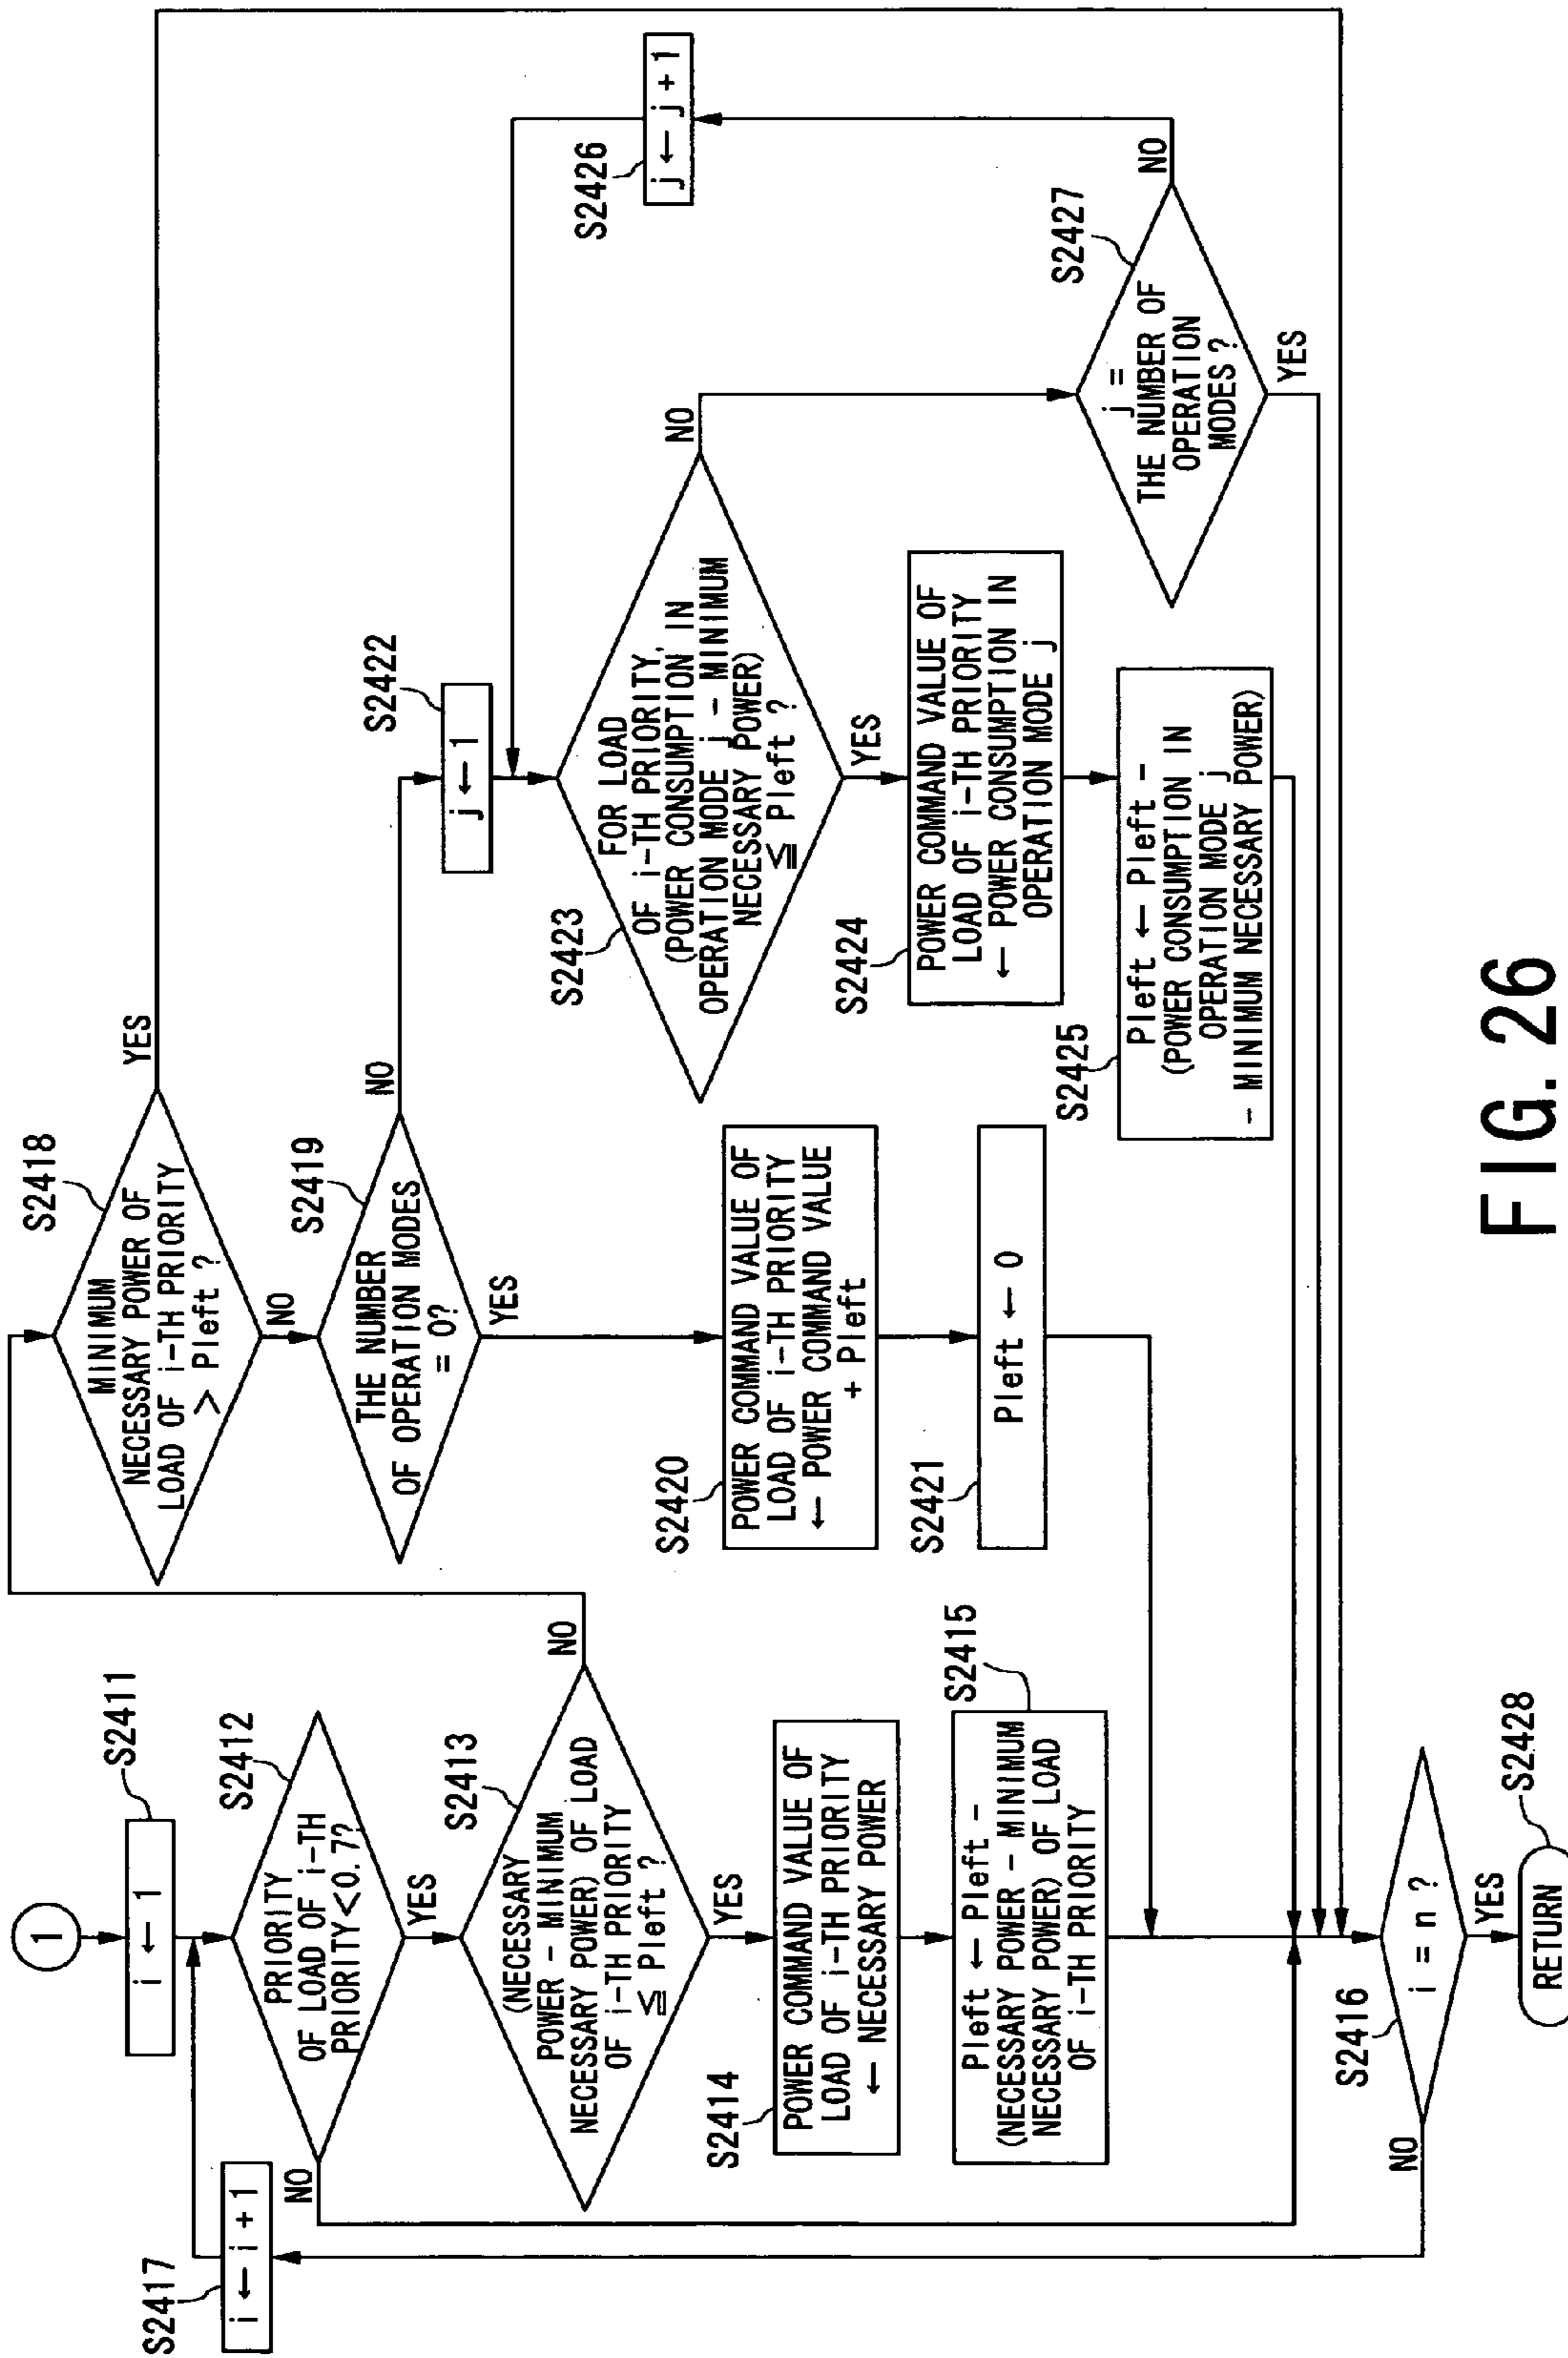 1
S2411
i ← 1
S2412
PRIORITY
OF LOAD OF i-TH
PRIORITY<0.7?
NO
YES
S2417
i ← i + 1
S2413
(NECESSARY
POWER - MINIMUM
NECESSARY POWER) OF LOAD
OF i-TH PRIORITY
≦ Pleft ?
NO
YES
S2414
POWER COMMAND VALUE OF
LOAD OF i-TH PRIORITY
← NECESSARY POWER
S2415
Pleft ← Pleft -
(NECESSARY POWER - MINIMUM
NECESSARY POWER) OF LOAD
OF i-TH PRIORITY
S2416
i = n ?
NO
YES
S2428
RETURN
S2418
MINIMUM
NECESSARY POWER OF
LOAD OF i-TH PRIORITY
> Pleft ?
YES
NO
S2419
THE NUMBER
OF OPERATION MODES
= 0?
NO
YES
S2420
POWER COMMAND VALUE OF
LOAD OF i-TH PRIORITY
← POWER COMMAND VALUE
+ Pleft
S2421
Pleft ← 0
S2422
j ← 1
S2423
FOR LOAD
OF i-TH PRIORITY,
(POWER CONSUMPTION IN
OPERATION MODE j - MINIMUM
NECESSARY POWER)
≦ Pleft ?
NO
YES
S2424
POWER COMMAND VALUE OF
LOAD OF i-TH PRIORITY
← POWER CONSUMPTION IN
OPERATION MODE j
S2425
Pleft ← Pleft -
(POWER CONSUMPTION IN
OPERATION MODE j
- MINIMUM NECESSARY POWER)
S2426
j ← j + 1
S2427
j =
THE NUMBER OF
OPERATION
MODES ?
NO
YES
FIG. 26